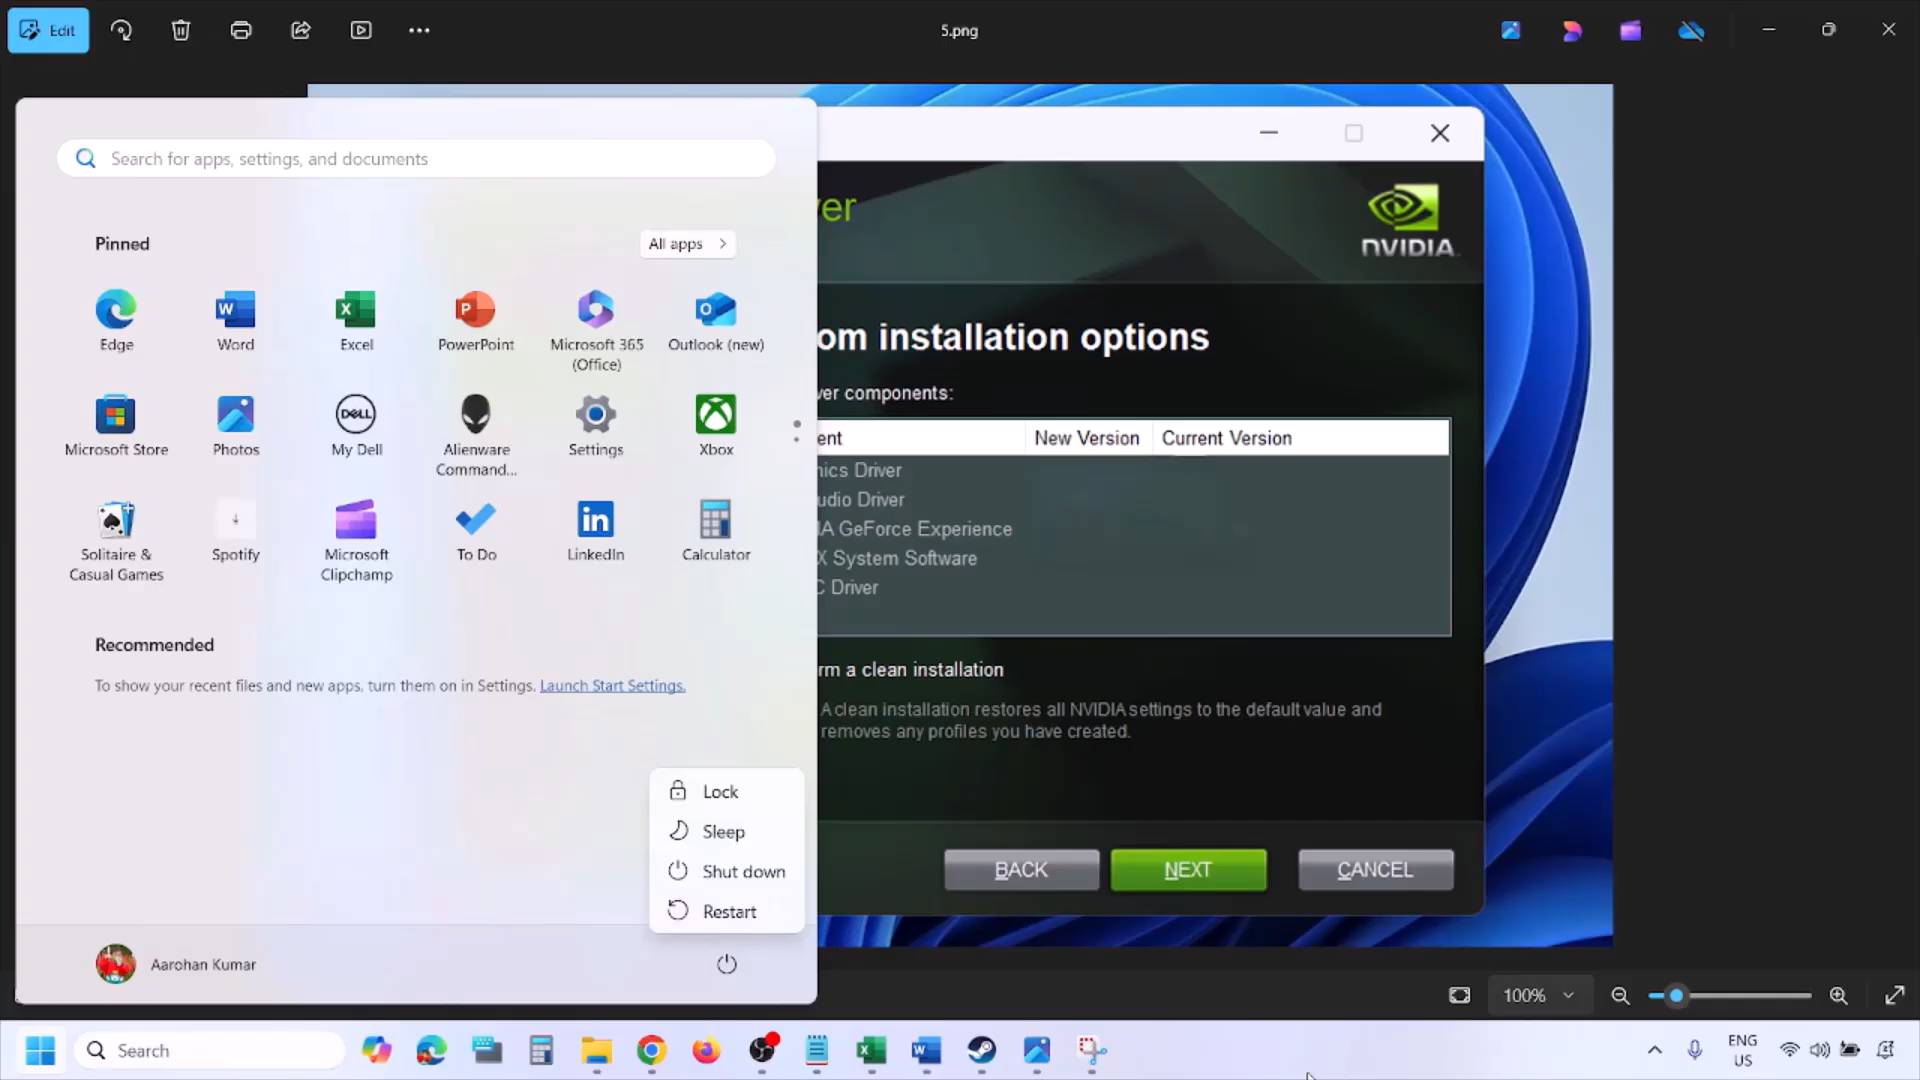 Edit
5.png
Search for apps, settings, and documents
Pinned
All apps
Edge
Word
Excel
PowerPoint
Microsoft 365
(Office)
Outlook (new)
Microsoft Store
Photos
DELL
My Dell
Alienware
Command...
Settings
Xbox
Solitaire &
Casual Games
Spotify
Microsoft
Clipchamp
To Do
LinkedIn
Calculator
Recommended
To show your recent files and new apps, turn them on in Settings. Launch Start Settings.
Lock
Sleep
Shut down
Restart
Aarohan Kumar
ver
NVIDIA.
om installation options
ver components:
ent New Version Current Version
nics Driver
udio Driver
IA GeForce Experience
X System Software
C Driver
rm a clean installation
A clean installation restores all NVIDIA settings to the default value and
removes any profiles you have created.
BACK NEXT CANCEL
100%
Search
ENG
US